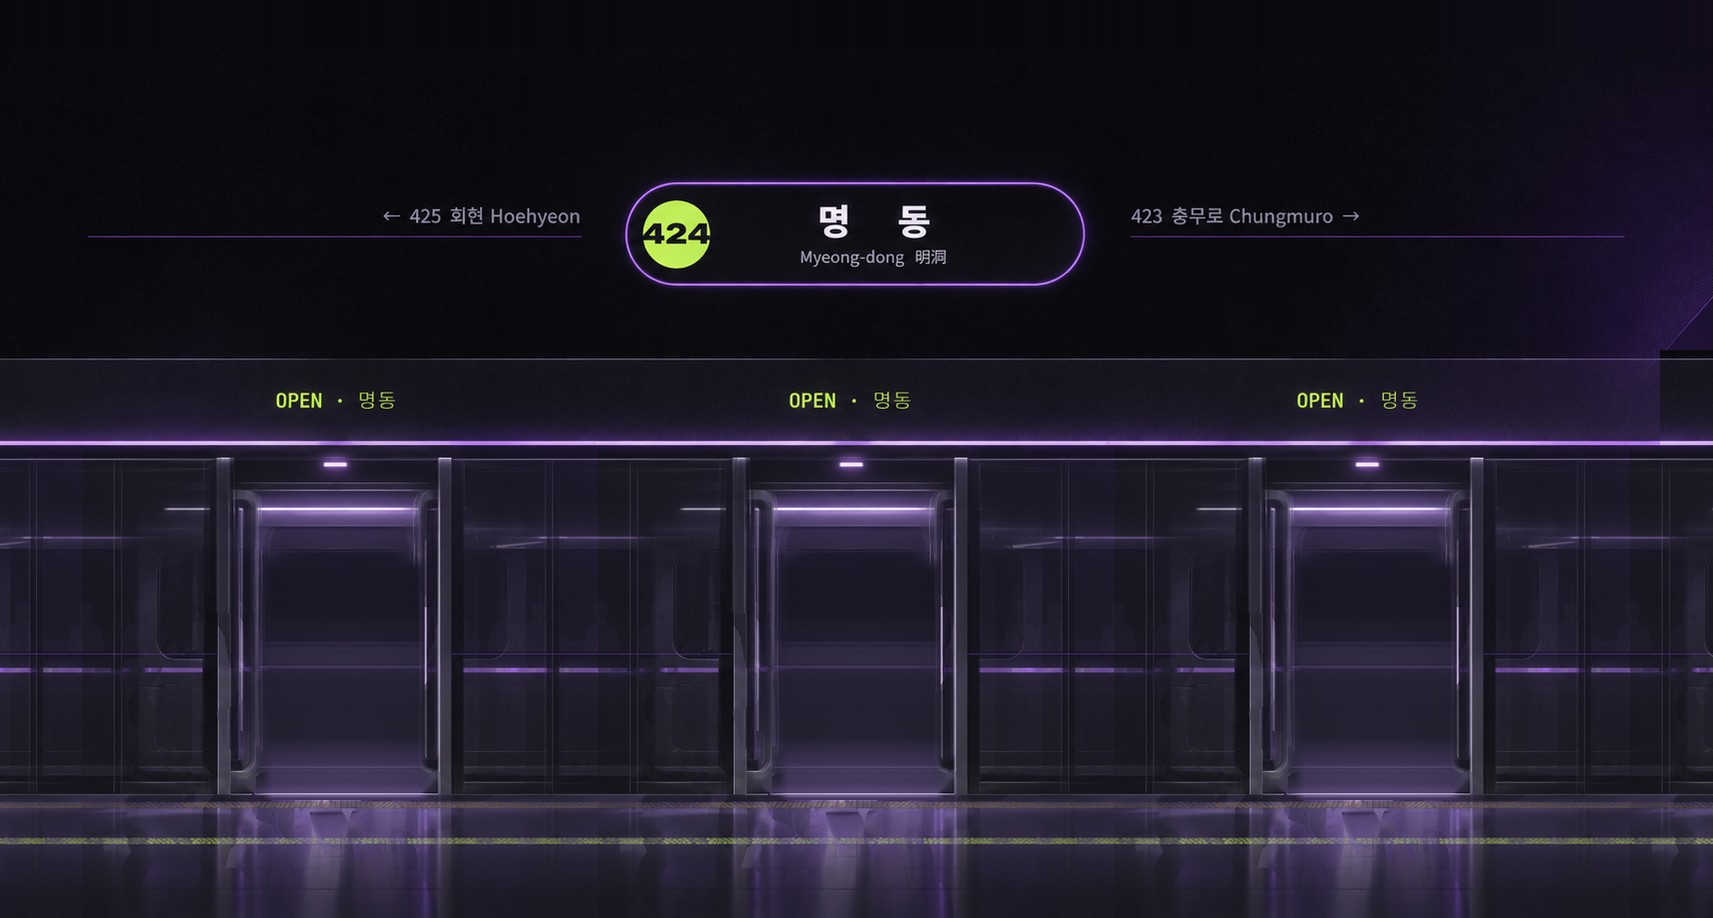 ← 425 회현 Hoehyeon
424
명 동
Myeong-dong 明洞
423 충무로 Chungmuro →
OPEN · 명동
OPEN · 명동
OPEN · 명동